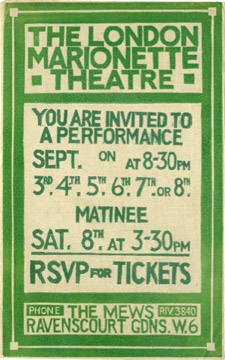 THE LONDON
MARIONETTE
THEATRE
YOU ARE INVITED TO
A PERFORMANCE
SEPT. ON AT 8-30PM
3RD. 4TH. 5TH. 6TH. 7TH. OR 8TH.
MATINEE
SAT. 8TH. AT 3-30PM
RSVP FOR TICKETS
PHONE THE MEWS RIV. 3840
RAVENSCOURT GDNS. W.6